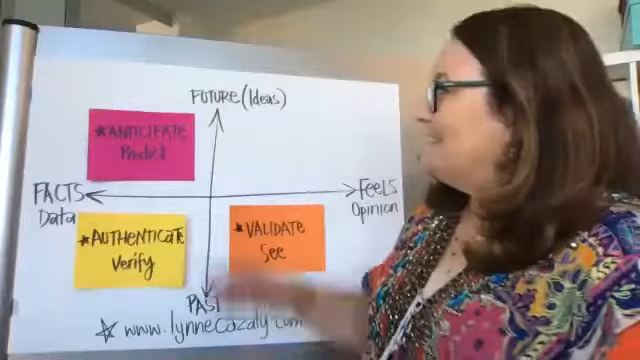 FUTURE (Ideas)
★ANTICIPATE
Predict
FACTS
Data
FeeLS
Opinion
★AUTHENTICATE
Verify
★VALIDATE
See
PAST
★ www.lynnecazaly.com